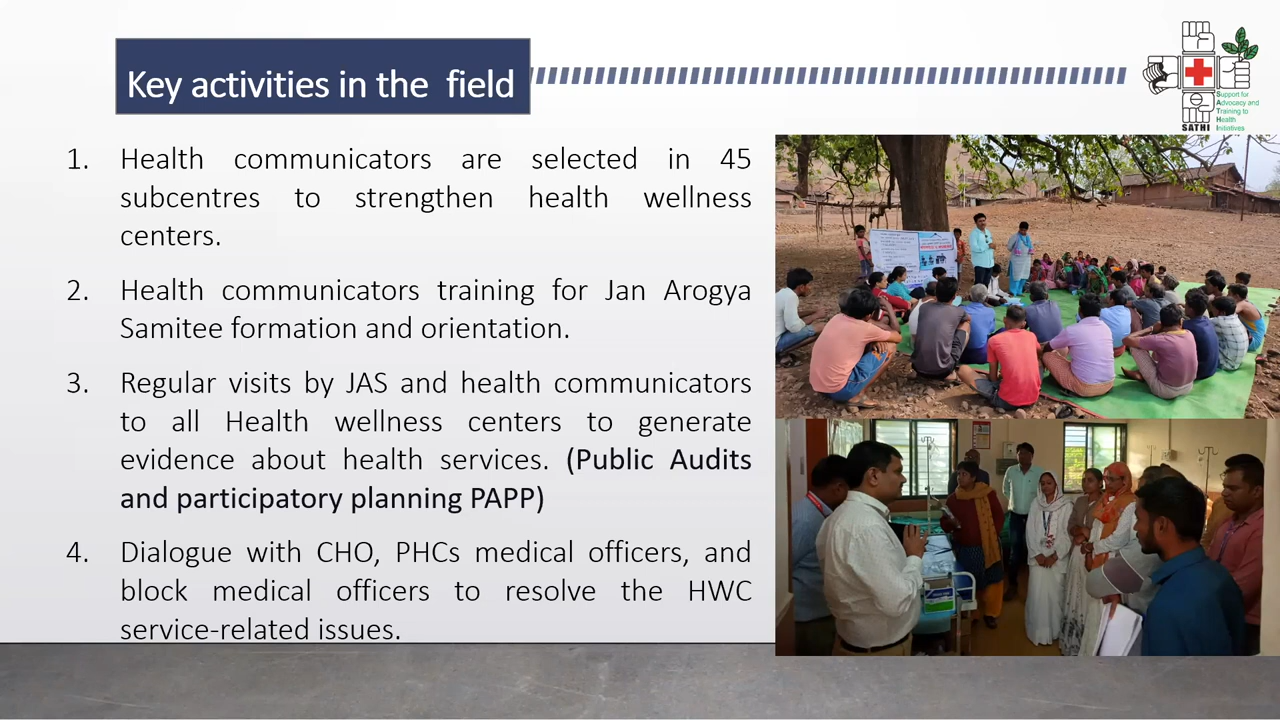 Key activities in the  field
SATHI
Support for
Advocacy and
Training to
Health
Initiatives
1. Health communicators are selected in 45
subcentres to strengthen health wellness
centers.
2. Health communicators training for Jan Arogya
Samitee formation and orientation.
3. Regular visits by JAS and health communicators
to all Health wellness centers to generate
evidence about health services. (Public Audits
and participatory planning PAPP)
4. Dialogue with CHO, PHCs medical officers, and
block medical officers to resolve the HWC
service-related issues.